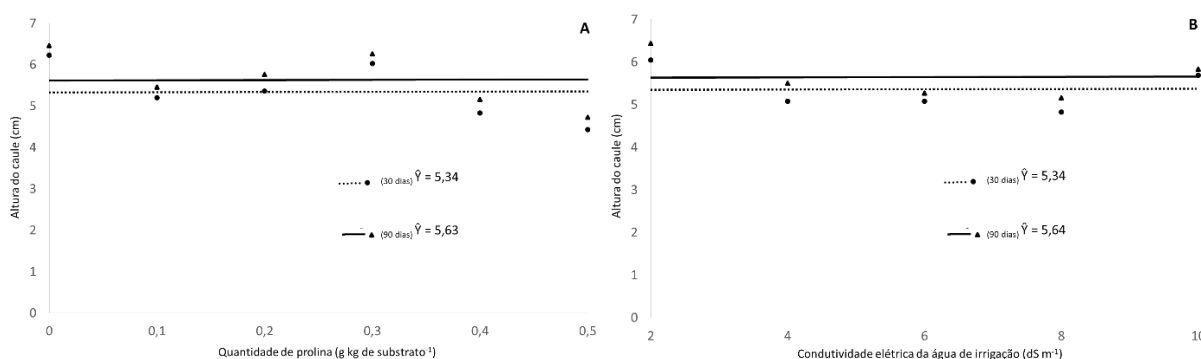 A
Altura do caule (cm)
7
6
5
4
3
2
1
0
(30 dias) Ŷ = 5,34
(90 dias) Ŷ = 5,63
0 0,1 0,2 0,3 0,4 0,5
Quantidade de prolina (g kg de substrato⁻¹)
B
Altura do caule (cm)
7
6
5
4
3
2
1
0
(30 dias) Ŷ = 5,34
(90 dias) Ŷ = 5,64
2 4 6 8 10
Condutividade elétrica da água de irrigação (dS m⁻¹)